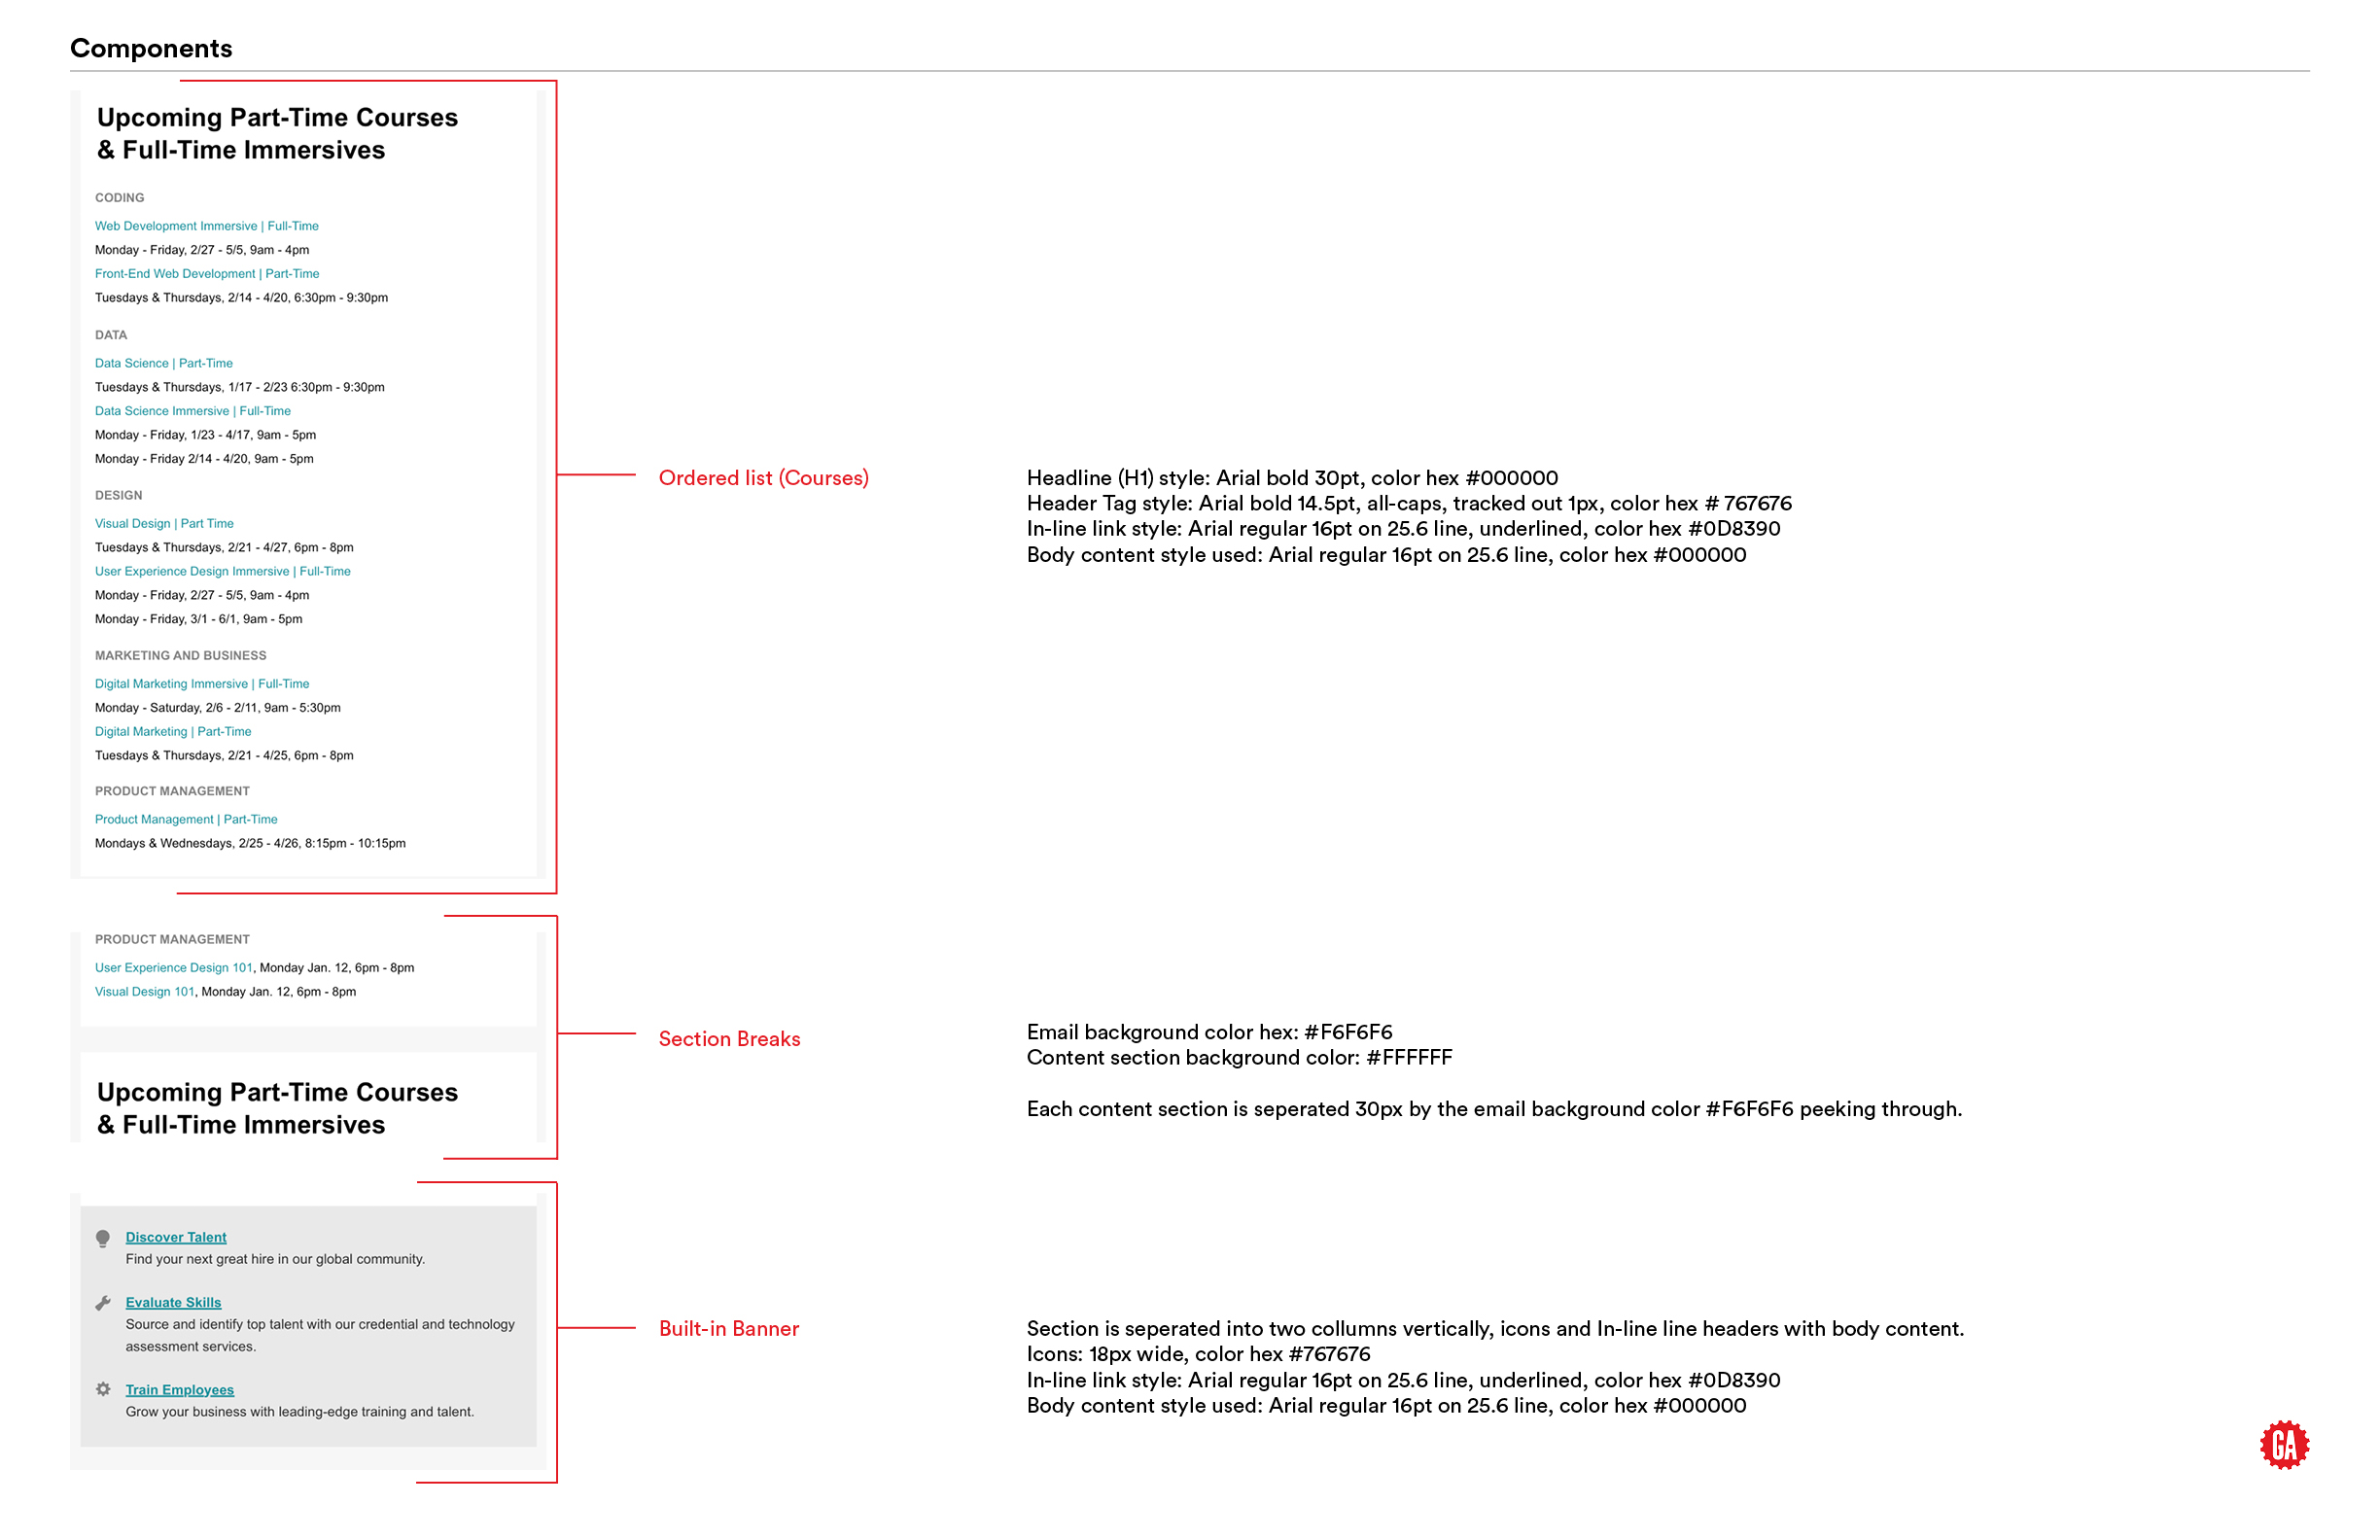 Components
Upcoming Part-Time Courses
& Full-Time Immersives
CODING
Web Development Immersive | Full-Time
Monday - Friday, 2/27 - 5/5, 9am - 4pm
Front-End Web Development | Part-Time
Tuesdays & Thursdays, 2/14 - 4/20, 6:30pm - 9:30pm
DATA
Data Science | Part-Time
Tuesdays & Thursdays, 1/17 - 2/23 6:30pm - 9:30pm
Data Science Immersive | Full-Time
Monday - Friday, 1/23 - 4/17, 9am - 5pm
Monday - Friday 2/14 - 4/20, 9am - 5pm
DESIGN
Visual Design | Part Time
Tuesdays & Thursdays, 2/21 - 4/27, 6pm - 8pm
User Experience Design Immersive | Full-Time
Monday - Friday, 2/27 - 5/5, 9am - 4pm
Monday - Friday, 3/1 - 6/1, 9am - 5pm
MARKETING AND BUSINESS
Digital Marketing Immersive | Full-Time
Monday - Saturday, 2/6 - 2/11, 9am - 5:30pm
Digital Marketing | Part-Time
Tuesdays & Thursdays, 2/21 - 4/25, 6pm - 8pm
PRODUCT MANAGEMENT
Product Management | Part-Time
Mondays & Wednesdays, 2/25 - 4/26, 8:15pm - 10:15pm
Ordered list (Courses)
Headline (H1) style: Arial bold 30pt, color hex #000000
Header Tag style: Arial bold 14.5pt, all-caps, tracked out 1px, color hex # 767676
In-line link style: Arial regular 16pt on 25.6 line, underlined, color hex #0D8390
Body content style used: Arial regular 16pt on 25.6 line, color hex #000000
PRODUCT MANAGEMENT
User Experience Design 101, Monday Jan. 12, 6pm - 8pm
Visual Design 101, Monday Jan. 12, 6pm - 8pm
Upcoming Part-Time Courses
& Full-Time Immersives
Section Breaks
Email background color hex: #F6F6F6
Content section background color: #FFFFFF
Each content section is seperated 30px by the email background color #F6F6F6 peeking through.
Discover Talent
Find your next great hire in our global community.
Evaluate Skills
Source and identify top talent with our credential and technology
assessment services.
Train Employees
Grow your business with leading-edge training and talent.
Built-in Banner
Section is seperated into two collumns vertically, icons and In-line line headers with body content.
Icons: 18px wide, color hex #767676
In-line link style: Arial regular 16pt on 25.6 line, underlined, color hex #0D8390
Body content style used: Arial regular 16pt on 25.6 line, color hex #000000
GA